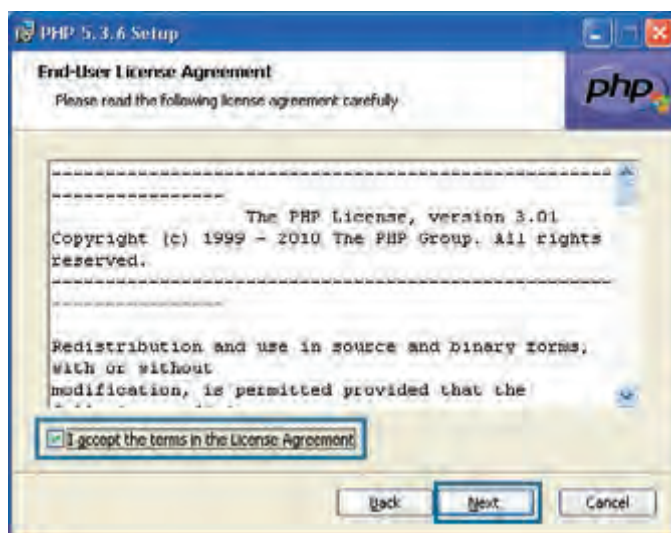 PHP 5.3.6 Setup
End-User License Agreement
Please read the following license agreement carefully
php
------------------------------------------------------
----------------
The PHP License, version 3.01
Copyright (c) 1999 - 2010 The PHP Group. All rights
reserved.
------------------------------------------------------
----------------
Redistribution and use in source and binary forms,
with or without
modification, is permitted provided that the
I accept the terms in the License Agreement
Back
Next
Cancel